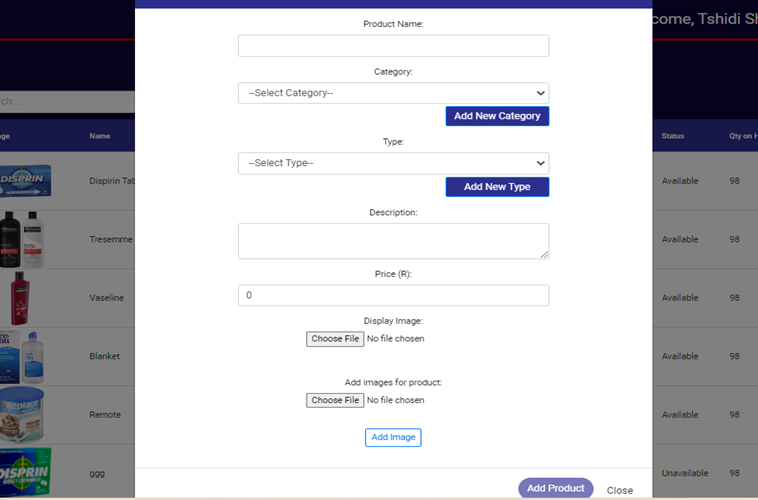 Product Name:
come, Tshidi Sh
Category:
--Select Category--
ch...
Add New Category
ge Name Type: Status Qty on H
--Select Type--
DISPRIN Dispirin Tab Available 98
Add New Type
Description:
Tresemme Available 98
Price (R):
Vaseline 0 Available 98
Display Image:
Choose File No file chosen
Blanket Available 98
Add images for product:
Choose File No file chosen
Replace Remote Available 98
Add Image
DISPRIN ggg Unavailable 98
Add Product Close